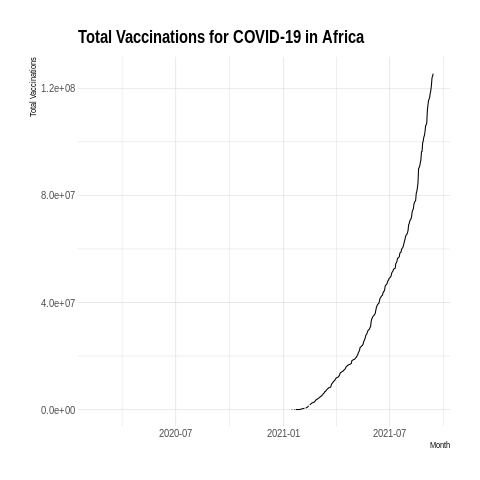 Total Vaccinations for COVID-19 in Africa
Total Vaccinations
1.2e+08
8.0e+07
4.0e+07
0.0e+00
2020-07
2021-01
2021-07
Month